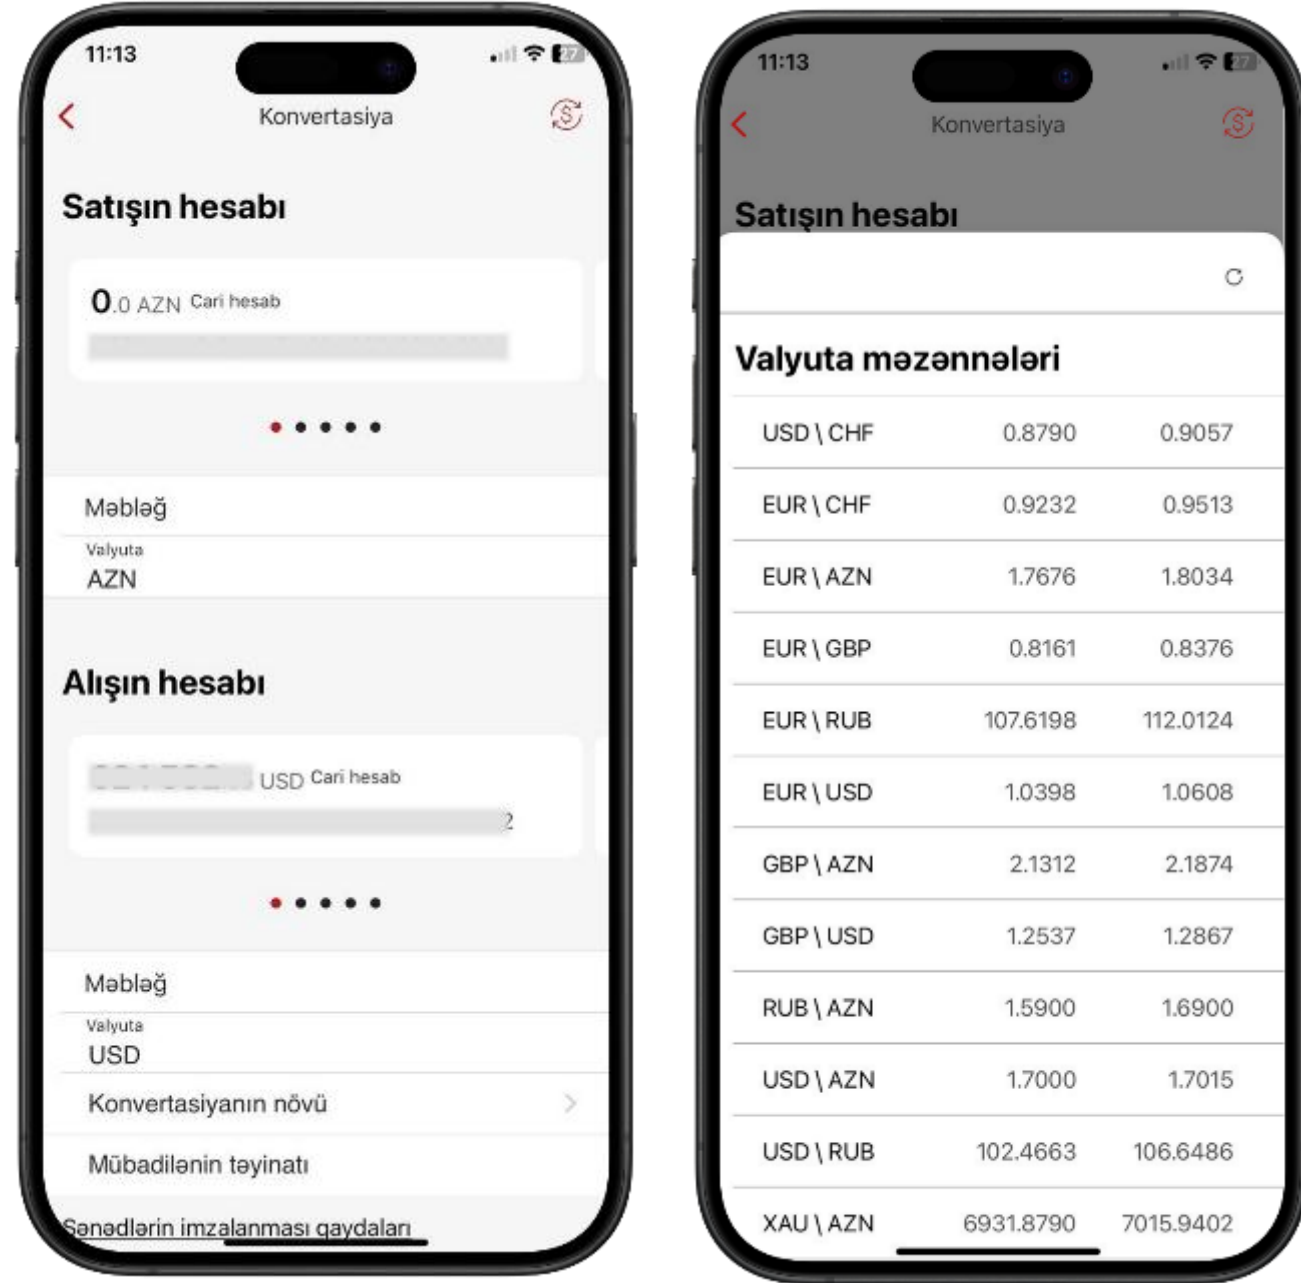 11:13
27
Konvertasiya
Satışın hesabı
0.0 AZN Cari hesab
Məbləğ
Valyuta
AZN
Alışın hesabı
USD Cari hesab
2
Məbləğ
Valyuta
USD
Konvertasiyanın növü
Mübadilənin təyinatı
Sənədlərin imzalanması qaydaları
11:13
27
Konvertasiya
Satışın hesabı
Valyuta məzənnələri
USD \ CHF 0.8790 0.9057
EUR \ CHF 0.9232 0.9513
EUR \ AZN 1.7676 1.8034
EUR \ GBP 0.8161 0.8376
EUR \ RUB 107.6198 112.0124
EUR \ USD 1.0398 1.0608
GBP \ AZN 2.1312 2.1874
GBP \ USD 1.2537 1.2867
RUB \ AZN 1.5900 1.6900
USD \ AZN 1.7000 1.7015
USD \ RUB 102.4663 106.6486
XAU \ AZN 6931.8790 7015.9402